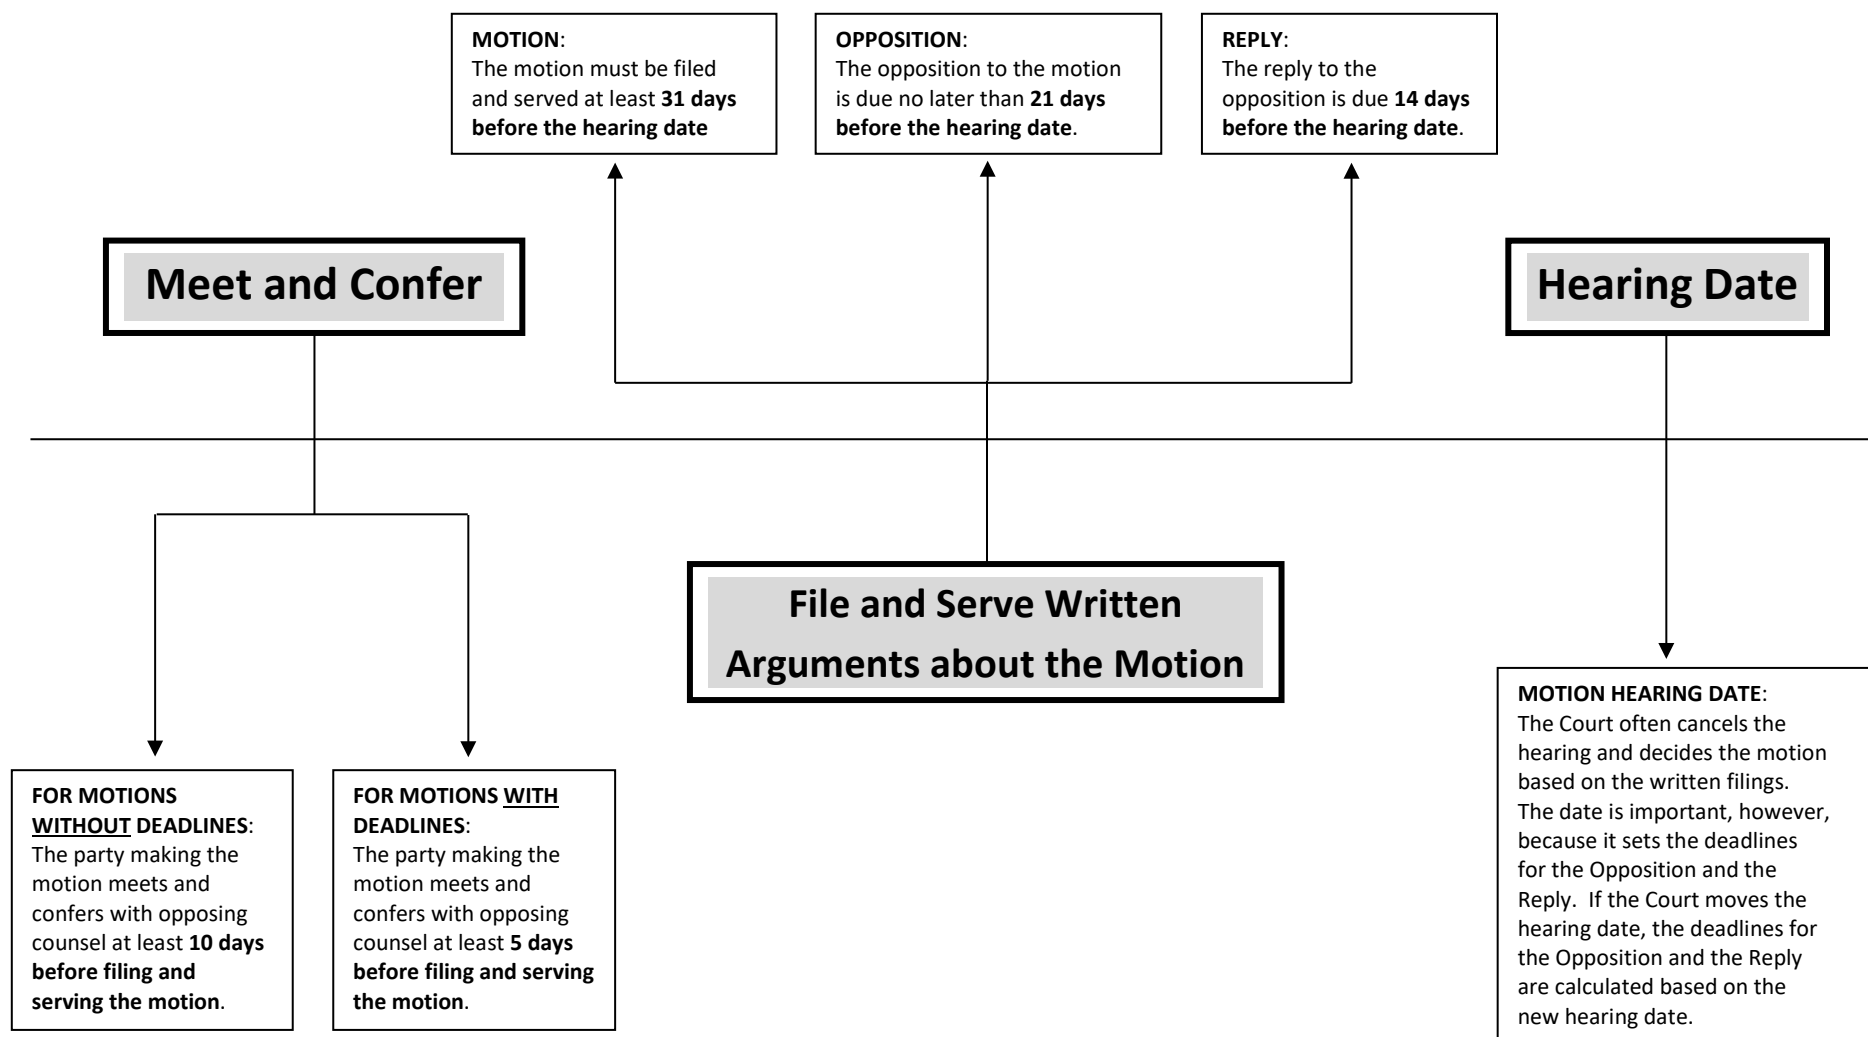 MOTION:
The motion must be filed
and served at least 31 days
before the hearing date
OPPOSITION:
The opposition to the motion
is due no later than 21 days
before the hearing date.
REPLY:
The reply to the
opposition is due 14 days
before the hearing date.
Meet and Confer
Hearing Date
File and Serve Written
Arguments about the Motion
FOR MOTIONS
WITHOUT DEADLINES:
The party making the
motion meets and
confers with opposing
counsel at least 10 days
before filing and
serving the motion.
FOR MOTIONS WITH
DEADLINES:
The party making the
motion meets and
confers with opposing
counsel at least 5 days
before filing and serving
the motion.
MOTION HEARING DATE:
The Court often cancels the
hearing and decides the motion
based on the written filings.
The date is important, however,
because it sets the deadlines
for the Opposition and the
Reply.  If the Court moves the
hearing date, the deadlines for
the Opposition and the Reply
are calculated based on the
new hearing date.